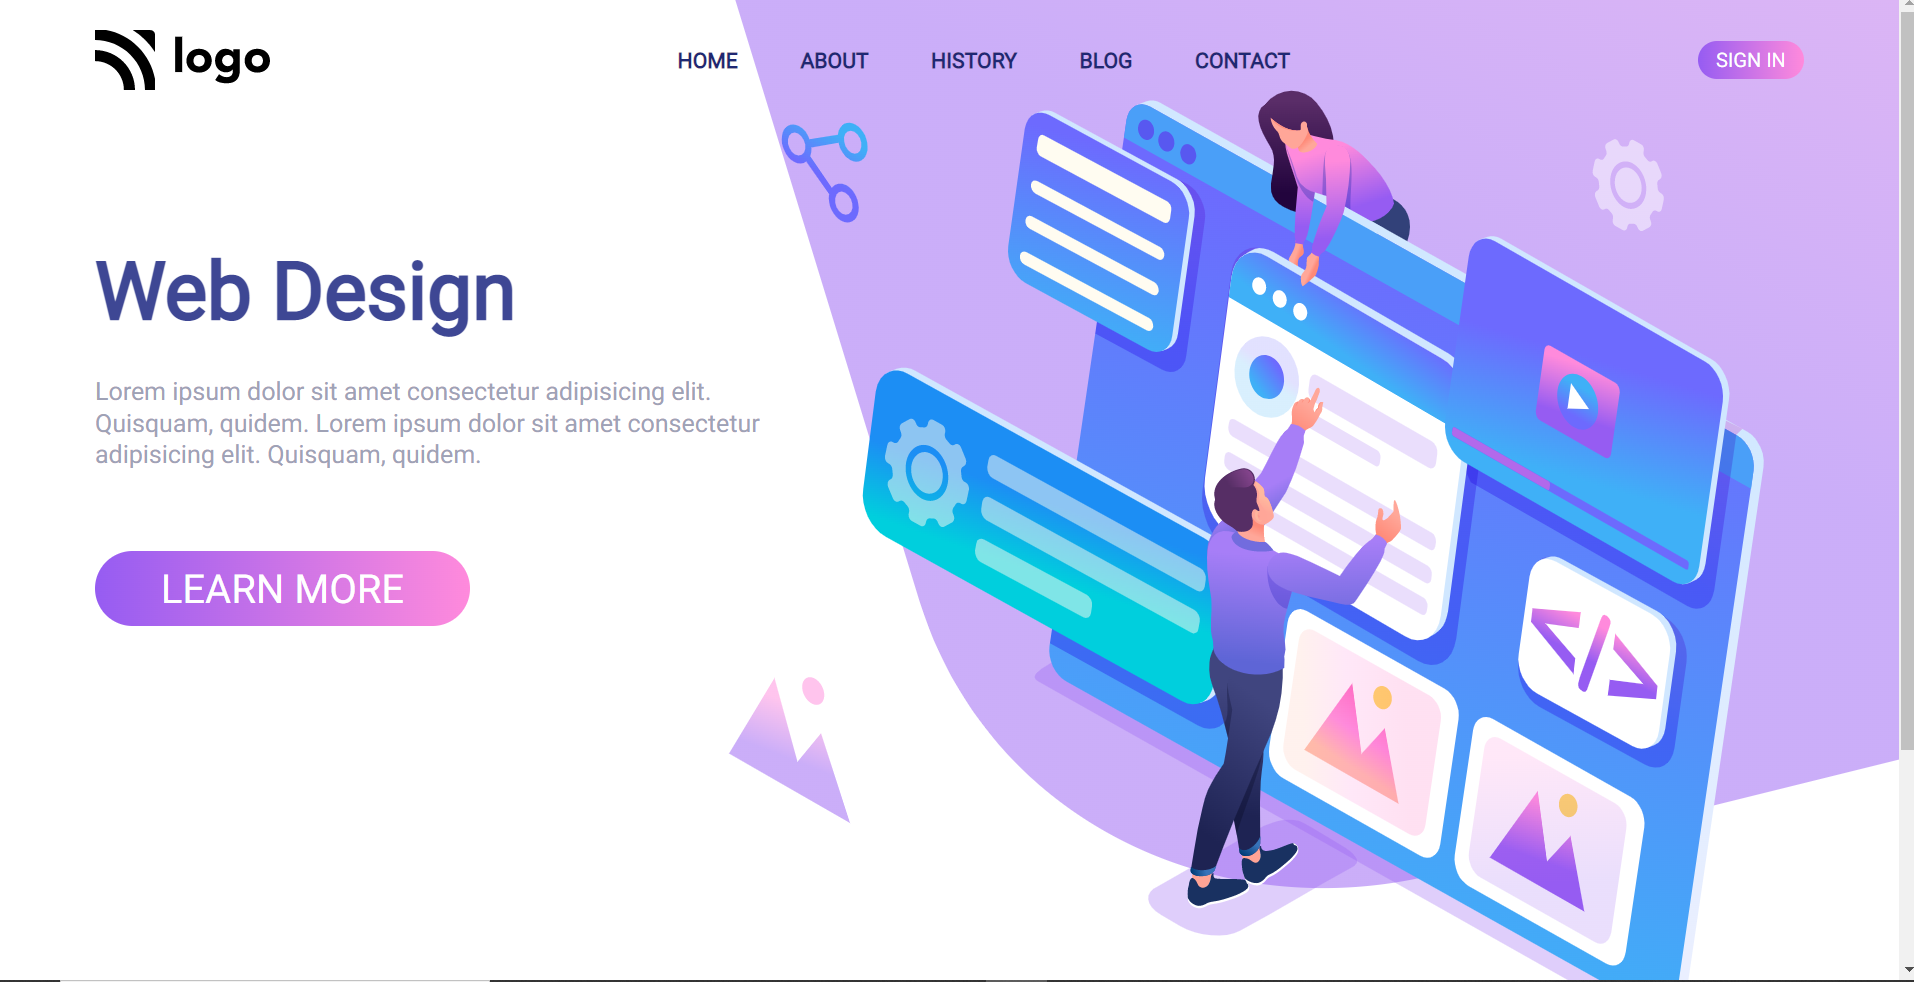 logo
HOME ABOUT HISTORY BLOG CONTACT
SIGN IN
Web Design
Lorem ipsum dolor sit amet consectetur adipisicing elit.
Quisquam, quidem. Lorem ipsum dolor sit amet consectetur
adipisicing elit. Quisquam, quidem.
LEARN MORE
</>